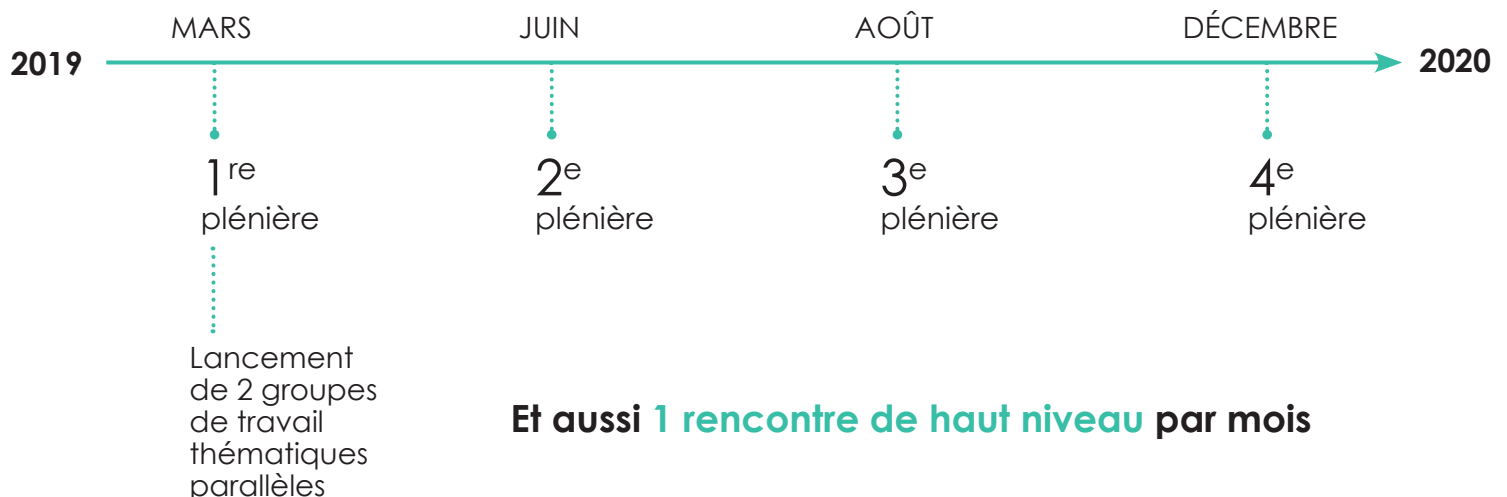 MARS JUIN AOÛT DÉCEMBRE
2019 2020
1re 2e 3e 4e
plénière plénière plénière plénière
Lancement
de 2 groupes
de travail
thématiques
parallèles
Et aussi 1 rencontre de haut niveau par mois